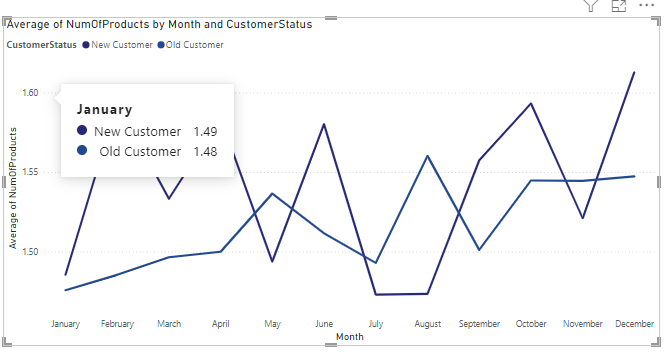 Average of NumOfProducts by Month and CustomerStatus
CustomerStatus New Customer Old Customer
1.60
1.55
1.50
Average of NumOfProducts
January
New Customer 1.49
Old Customer 1.48
January February March April May June July August September October November December
Month